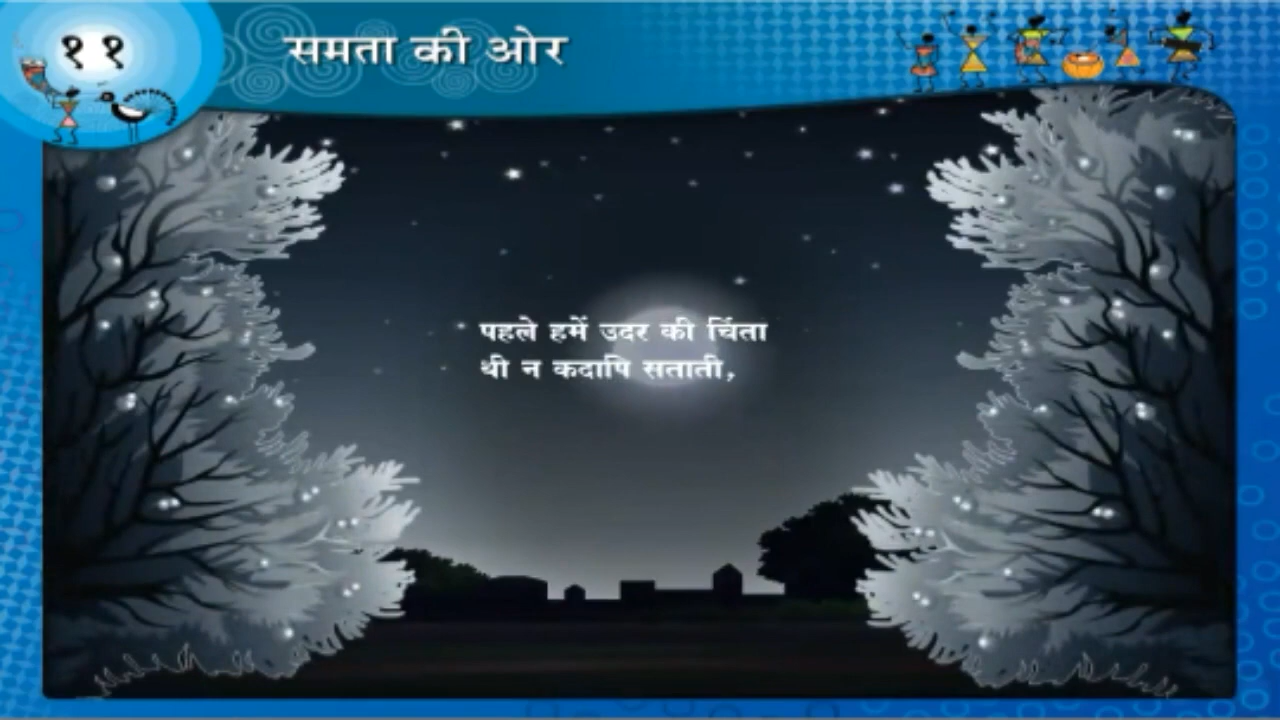 ११
समता की ओर
पहले हमें उदर की चिंता
थी न कदापि सताती,